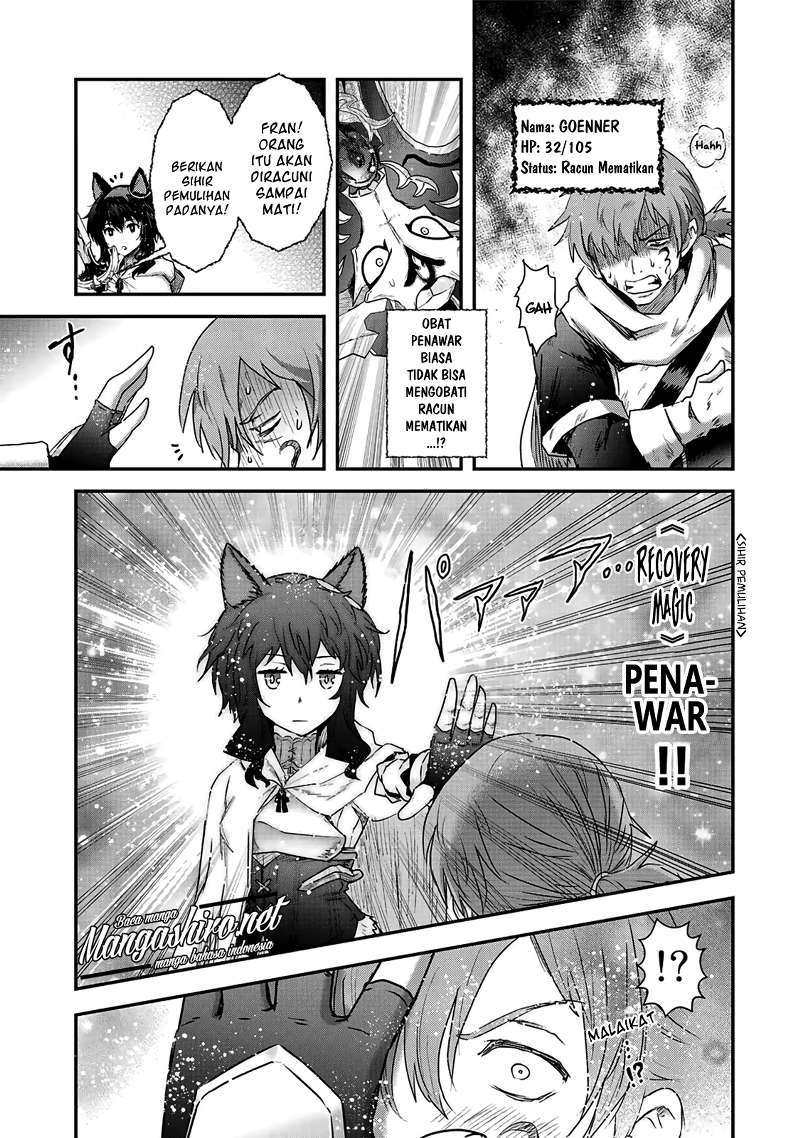 Nama: GOENNER
HP: 32/105
Status: Racun Mematikan
Hahh
GAH
OBAT
PENAWAR
BIASA
TIDAK BISA
MENGOBATI
RACUN
MEMATIKAN
...!?
FRAN!
ORANG
ITU AKAN
DIRACUNI
SAMPAI
MATI!
BERIKAN
SIHIR
PEMULIHAN
PADANYA!
す…
<SIHIR PEMULIHAN>
《RECOVERY
MAGIC》
PENA-
WAR
!!
パァァァ...
Baca manga
Mangashiro.net
manga bahasa indonesia
!?
MALAIKAT
!?